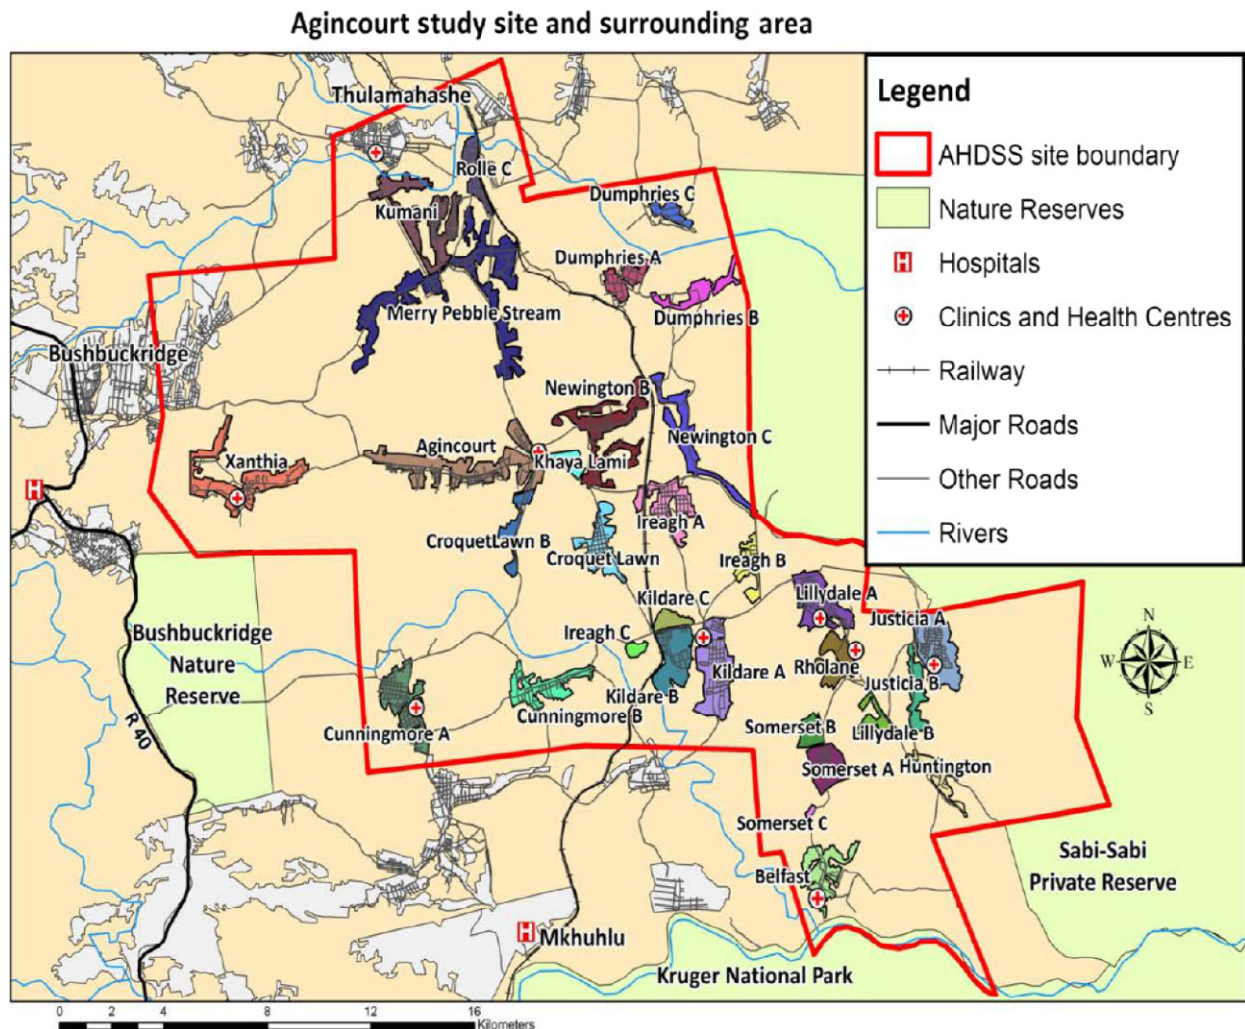 Agincourt study site and surrounding area
Legend
AHDSS site boundary
Nature Reserves
H Hospitals
Clinics and Health Centres
Railway
Major Roads
Other Roads
Rivers
Thulamahashe
Rolle C
Kumani
Dumphries C
Dumphries A
Dumphries B
Merry Pebble Stream
Bushbuckridge
Newington B
Newington C
Agincourt
Khaya Lami
Xanthia
H
Ireagh A
CroquetLawn B
Croquet Lawn
Ireagh B
Kildare C
Lillydale A
Justicia A
Bushbuckridge
Nature
Reserve
Ireagh C
Kildare A
Rholane
Justicia B
Kildare B
Cunningmore B
Cunningmore A
Somerset B
Lillydale B
Somerset A
Huntington
R 40
Somerset C
Belfast
Sabi-Sabi
Private Reserve
H
Mkhuhlu
Kruger National Park
N
W
E
S
0 2 4 8 12 16
Kilometers